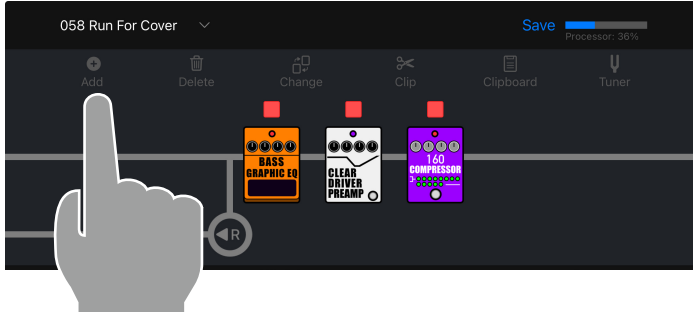 058 Run For Cover
Save
Processor: 36%
Add
Delete
Change
Clip
Clipboard
Tuner
BASS
GRAPHIC EQ
CLEAR
DRIVER
PREAMP
160
COMPRESSOR
R